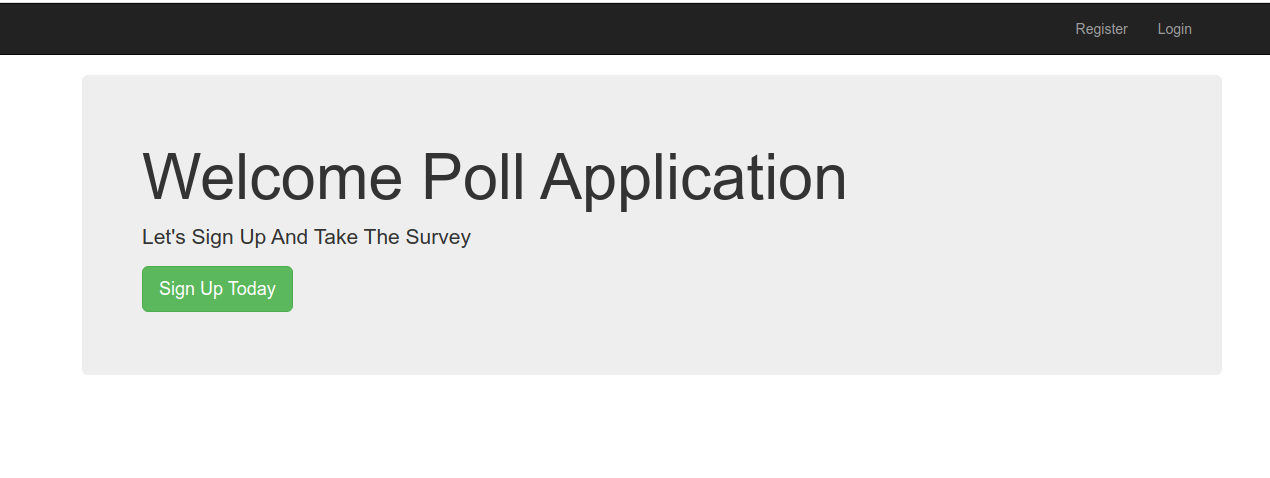 Register Login
Welcome Poll Application
Let's Sign Up And Take The Survey
Sign Up Today